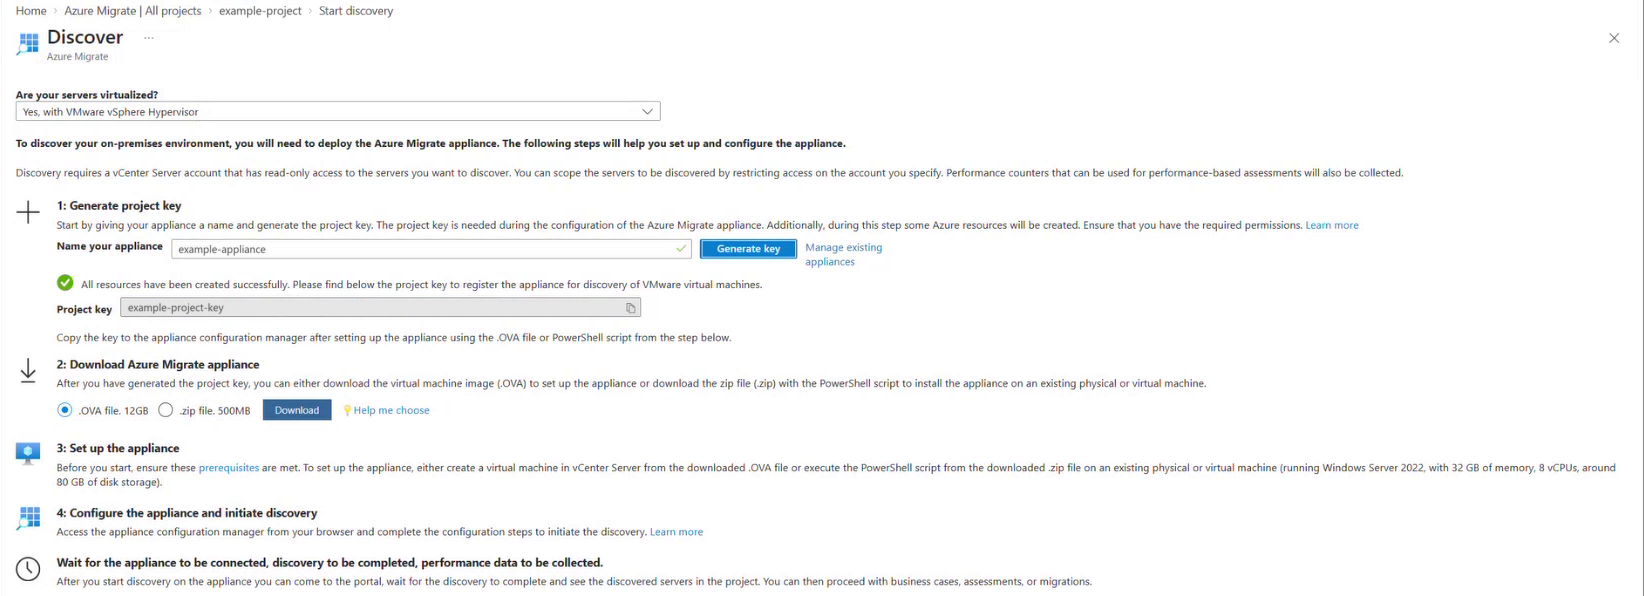 Home > Azure Migrate | All projects > example-project > Start discovery
Discover ...
Azure Migrate
Are your servers virtualized?
Yes, with VMware vSphere Hypervisor
To discover your on-premises environment, you will need to deploy the Azure Migrate appliance. The following steps will help you set up and configure the appliance.
Discovery requires a vCenter Server account that has read-only access to the servers you want to discover. You can scope the servers to be discovered by restricting access on the account you specify. Performance counters that can be used for performance-based assessments will also be collected.
1: Generate project key
Start by giving your appliance a name and generate the project key. The project key is needed during the configuration of the Azure Migrate appliance. Additionally, during this step some Azure resources will be created. Ensure that you have the required permissions. Learn more
Name your appliance example-appliance Generate key Manage existing
appliances
All resources have been created successfully. Please find below the project key to register the appliance for discovery of VMware virtual machines.
Project key example-project-key
Copy the key to the appliance configuration manager after setting up the appliance using the .OVA file or PowerShell script from the step below.
2: Download Azure Migrate appliance
After you have generated the project key, you can either download the virtual machine image (.OVA) to set up the appliance or download the zip file (.zip) with the PowerShell script to install the appliance on an existing physical or virtual machine.
.OVA file. 12GB .zip file. 500MB Download Help me choose
3: Set up the appliance
Before you start, ensure these prerequisites are met. To set up the appliance, either create a virtual machine in vCenter Server from the downloaded .OVA file or execute the PowerShell script from the downloaded .zip file on an existing physical or virtual machine (running Windows Server 2022, with 32 GB of memory, 8 vCPUs, around
80 GB of disk storage).
4: Configure the appliance and initiate discovery
Access the appliance configuration manager from your browser and complete the configuration steps to initiate the discovery. Learn more
Wait for the appliance to be connected, discovery to be completed, performance data to be collected.
After you start discovery on the appliance you can come to the portal, wait for the discovery to complete and see the discovered servers in the project. You can then proceed with business cases, assessments, or migrations.